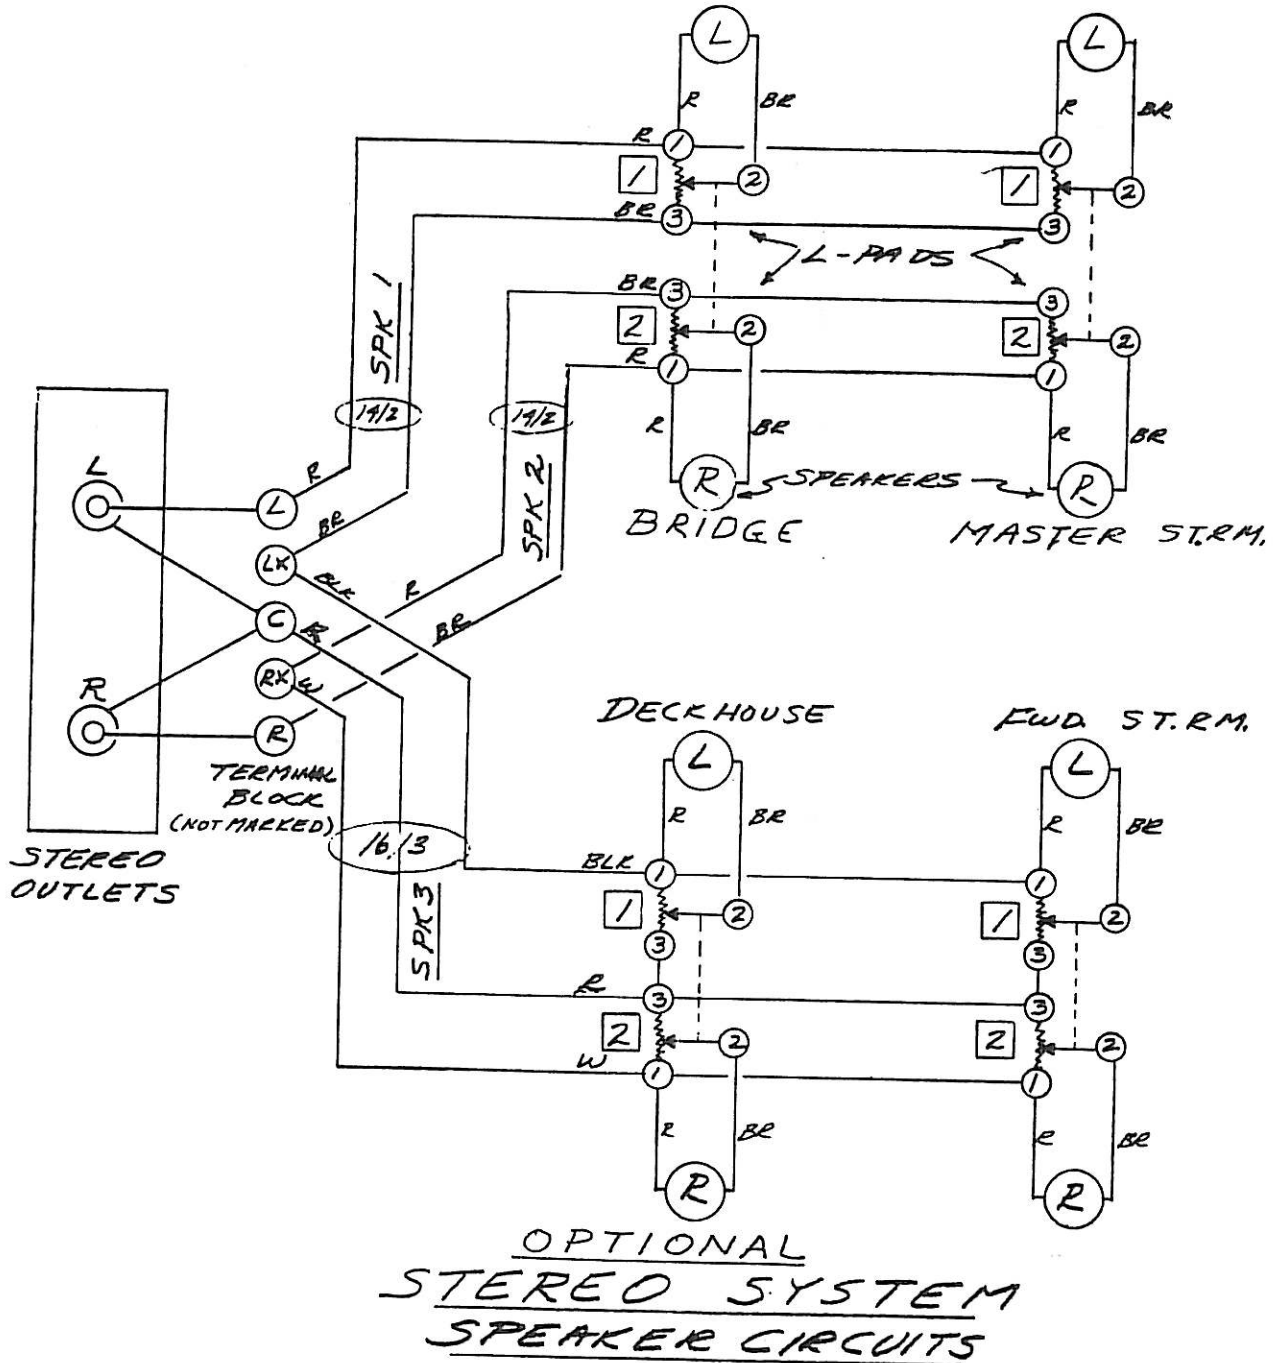 L
L
R
BR
R
BR
R
1
1
1
2
1
2
BR
3
3
L-PADS
BR
3
3
SPK 1
2
2
2
2
R
1
1
14/2
14/2
R
BR
R
BR
L
R
L
SPK 2
R
SPEAKERS
R
BRIDGE
MASTER ST.RM.
BR
LX
BLK
R
C
R
BR
RX
W
R
R
TERMINAL
BLOCK
(NOT MARKED)
STEREO
OUTLETS
DECKHOUSE
FWD. ST.RM.
L
L
16/3
R
BR
R
BR
BLK
1
1
1
2
1
2
SPK 3
3
3
R
3
3
2
2
2
2
W
1
1
R
BR
R
BR
R
R
OPTIONAL
STEREO SYSTEM
SPEAKER CIRCUITS